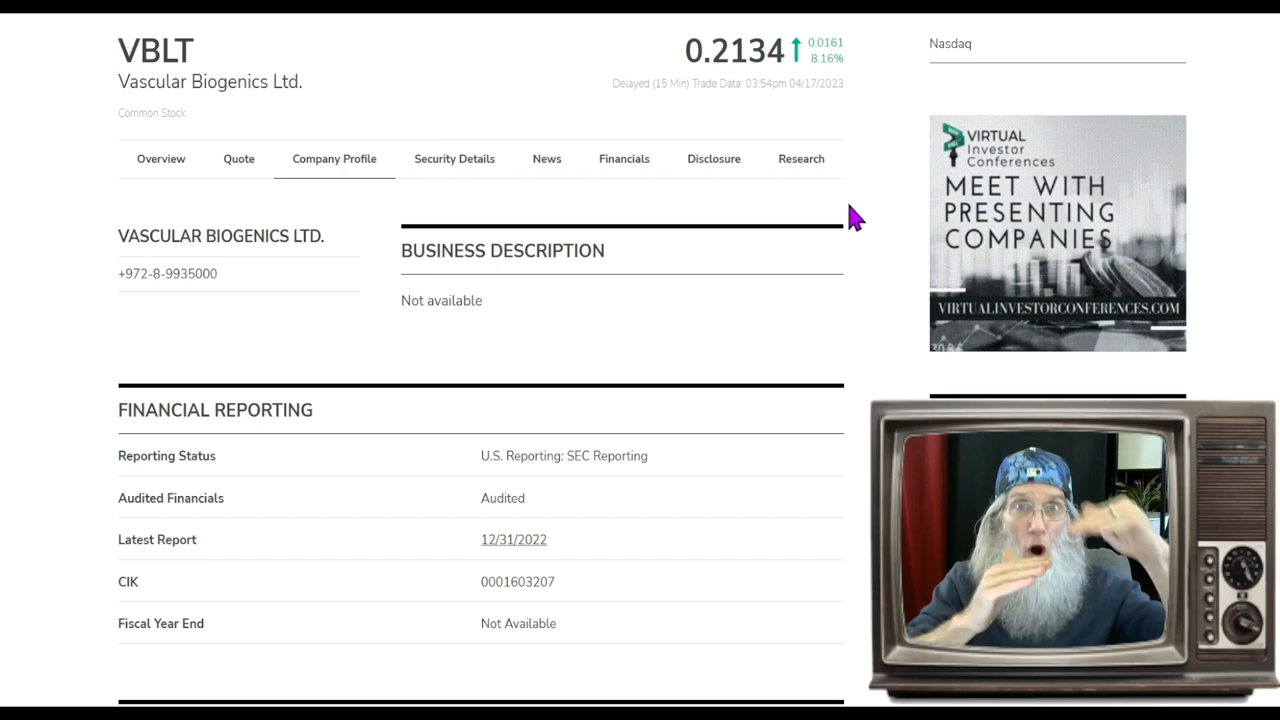 VBLT
0.2134
0.0161
8.16%
Vascular Biogenics Ltd.
Delayed (15 Min) Trade Data: 03:54pm 04/17/2023
Common Stock
Overview Quote Company Profile Security Details News Financials Disclosure Research
VASCULAR BIOGENICS LTD.
+972-8-9935000
BUSINESS DESCRIPTION
Not available
FINANCIAL REPORTING
Reporting Status U.S. Reporting: SEC Reporting
Audited Financials Audited
Latest Report 12/31/2022
CIK 0001603207
Fiscal Year End Not Available
Nasdaq
VIRTUAL
Investor
Conferences
MEET WITH
PRESENTING
COMPANIES
VIRTUALINVESTORCONFERENCES.COM